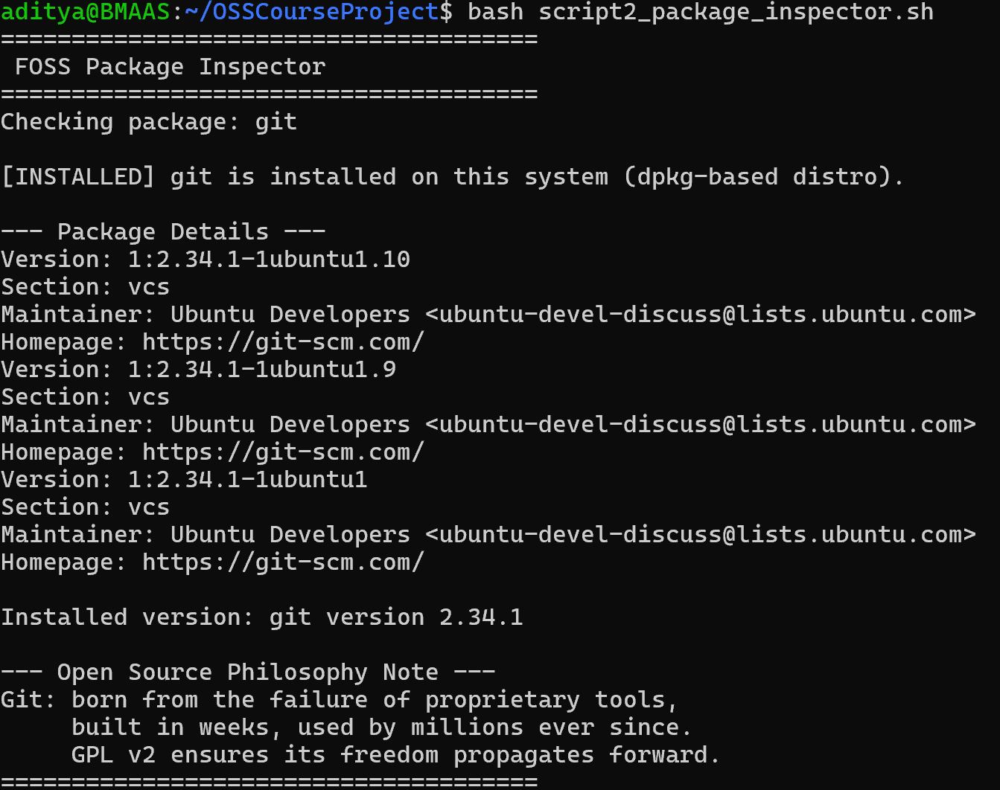 aditya@BMAAS:~/OSSCourseProject$ bash script2_package_inspector.sh
======================================
 FOSS Package Inspector
======================================
Checking package: git

[INSTALLED] git is installed on this system (dpkg-based distro).

--- Package Details ---
Version: 1:2.34.1-1ubuntu1.10
Section: vcs
Maintainer: Ubuntu Developers <ubuntu-devel-discuss@lists.ubuntu.com>
Homepage: https://git-scm.com/
Version: 1:2.34.1-1ubuntu1.9
Section: vcs
Maintainer: Ubuntu Developers <ubuntu-devel-discuss@lists.ubuntu.com>
Homepage: https://git-scm.com/
Version: 1:2.34.1-1ubuntu1
Section: vcs
Maintainer: Ubuntu Developers <ubuntu-devel-discuss@lists.ubuntu.com>
Homepage: https://git-scm.com/

Installed version: git version 2.34.1

--- Open Source Philosophy Note ---
Git: born from the failure of proprietary tools,
     built in weeks, used by millions ever since.
     GPL v2 ensures its freedom propagates forward.
======================================